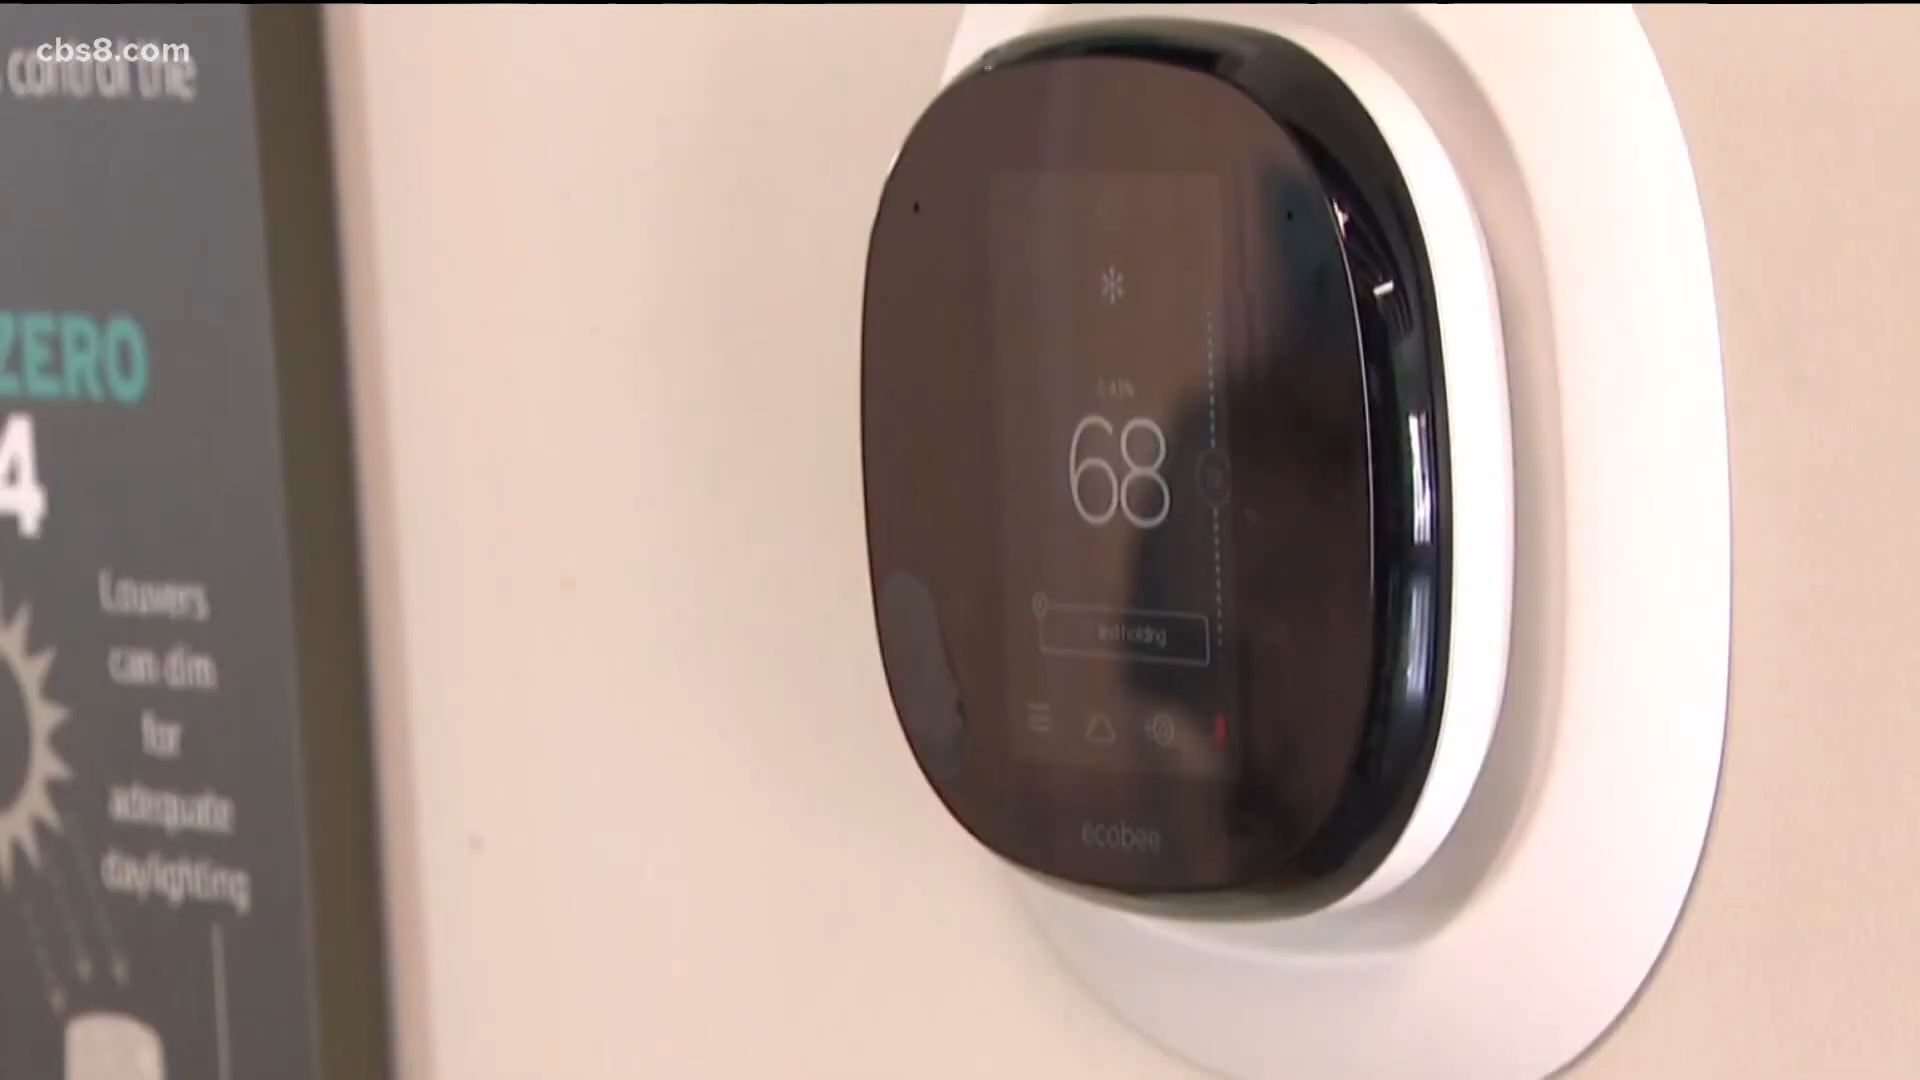 cbs8.com
control the
ZERO
4
Louvers
can dim
for
adequate
daylighting
68
and holding
ecobee